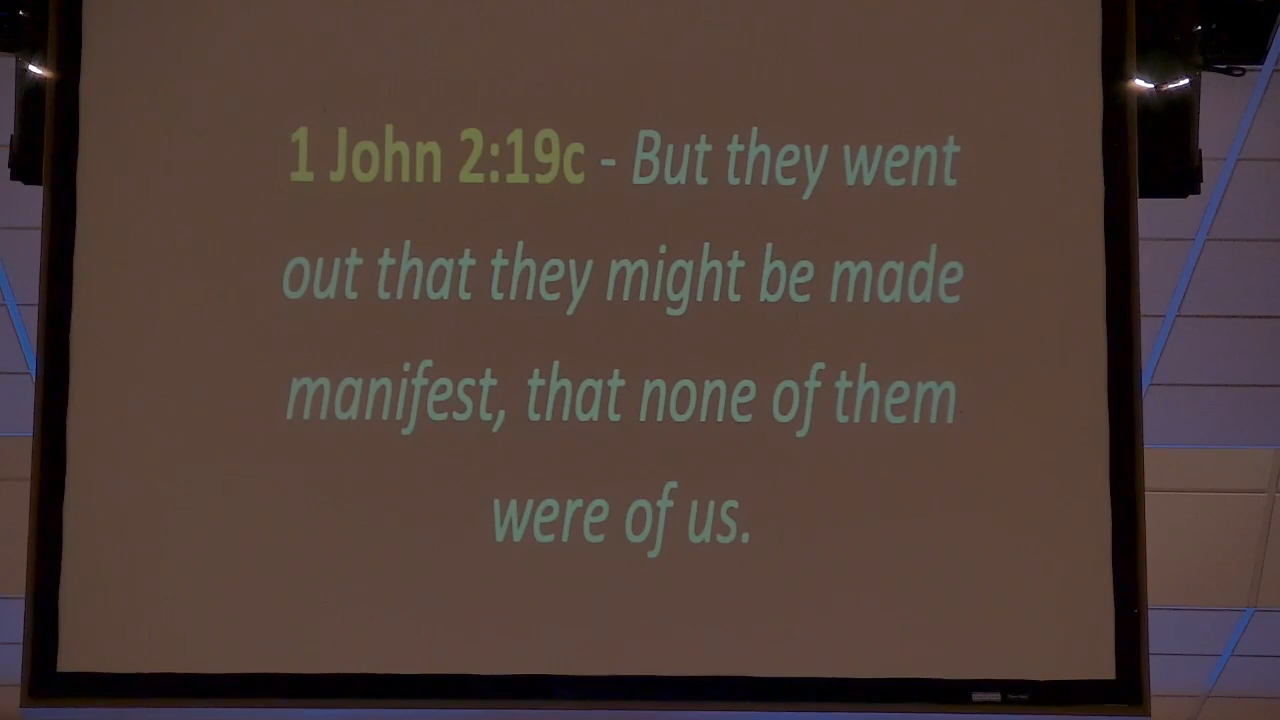 1 John 2:19c - But they went
out that they might be made
manifest, that none of them
were of us.